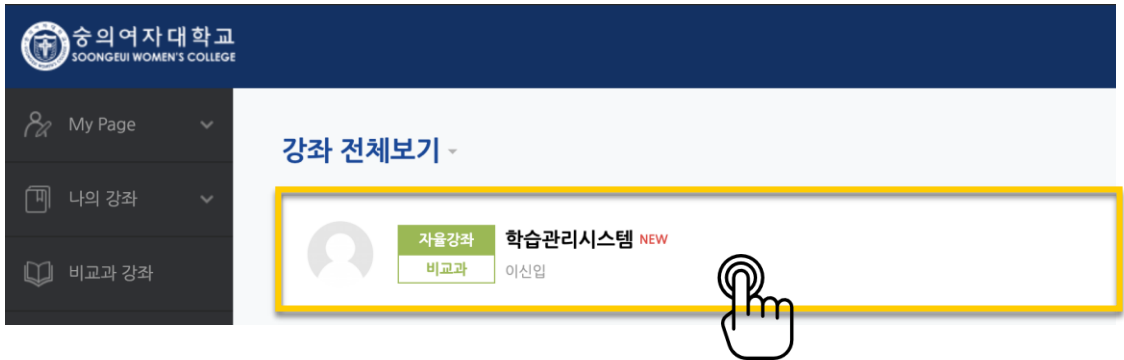 숭의여자대학교
SOONGEUI WOMEN'S COLLEGE
My Page
나의 강좌
비교과 강좌
강좌 전체보기
자율강좌 학습관리시스템 NEW
비교과 이신입